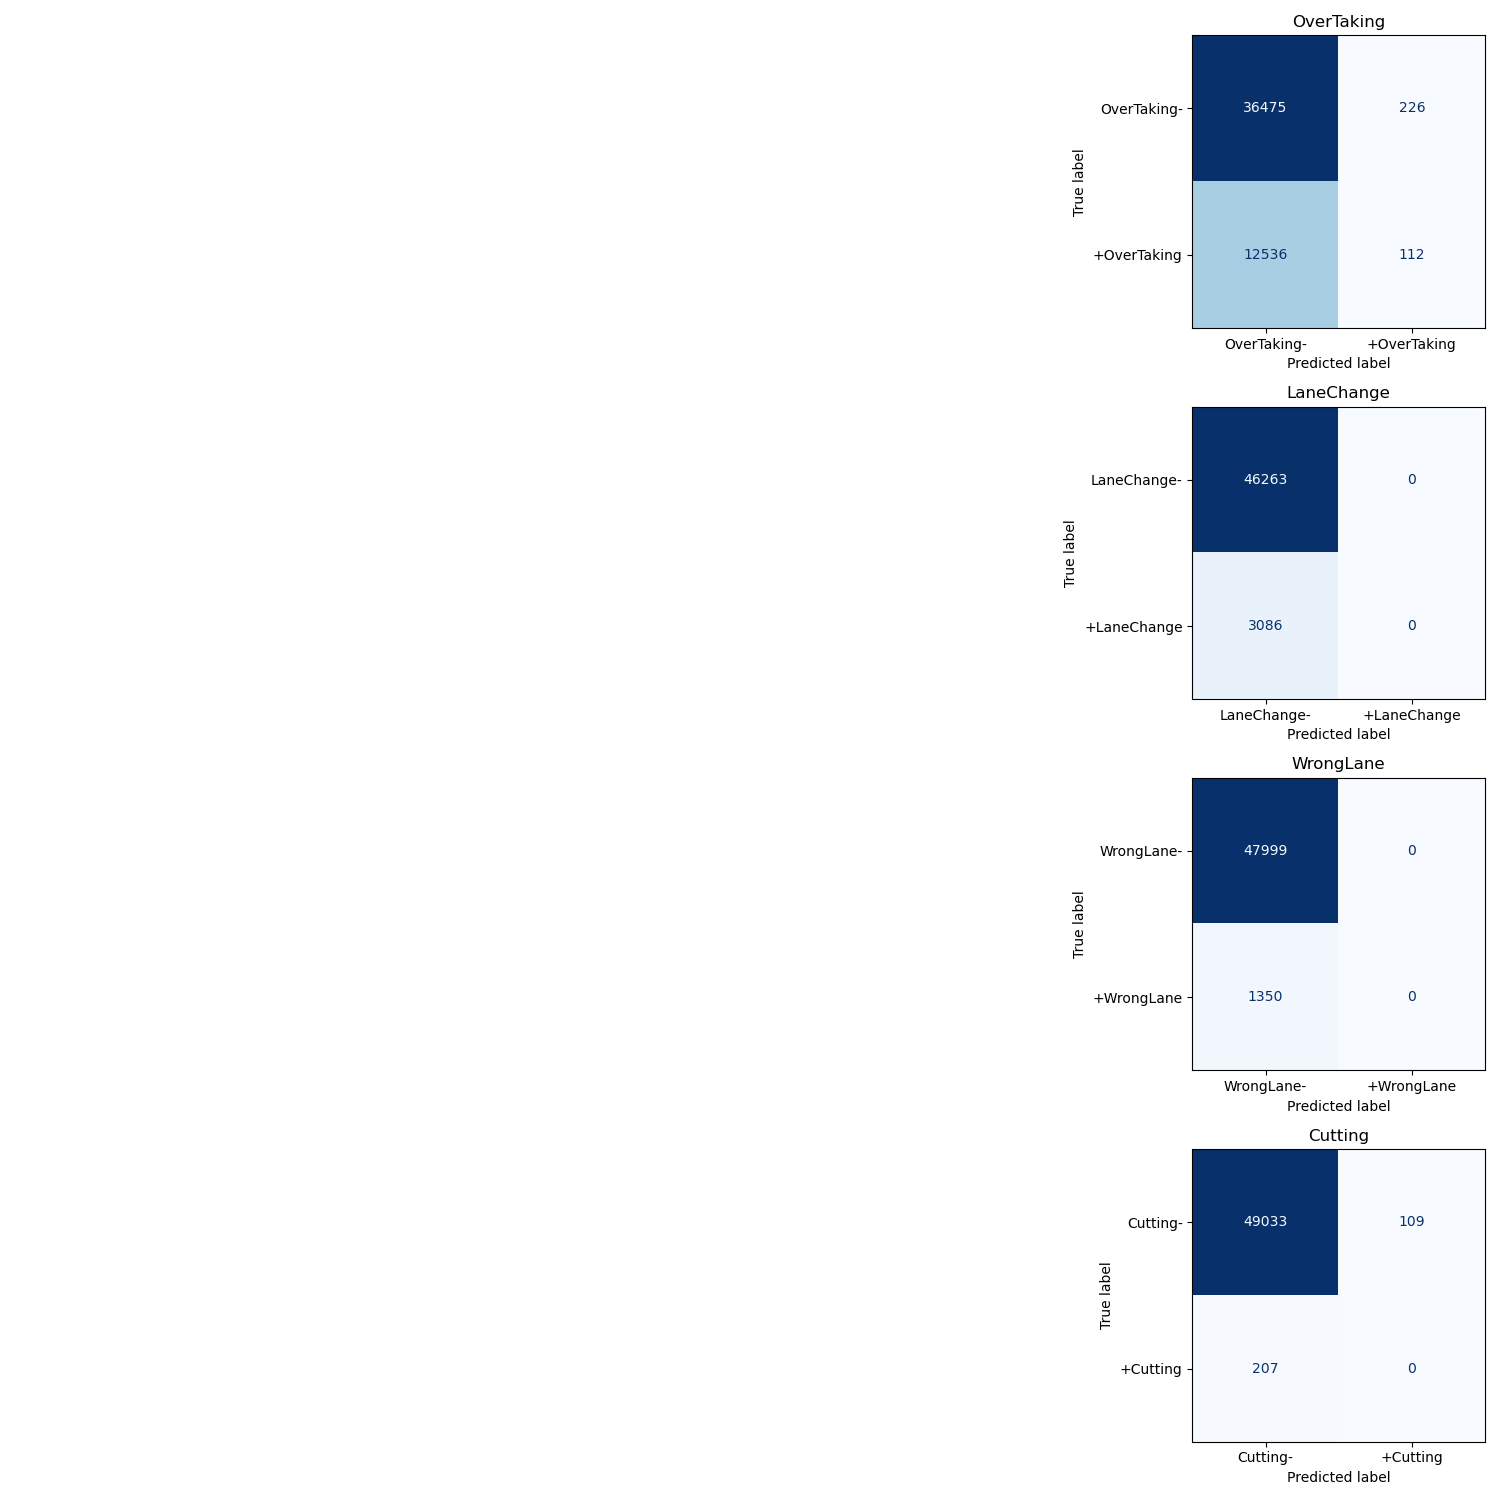 OverTaking
OverTaking-
36475
226
True label
+OverTaking
12536
112
OverTaking-
+OverTaking
Predicted label
LaneChange
LaneChange-
46263
0
True label
+LaneChange
3086
0
LaneChange-
+LaneChange
Predicted label
WrongLane
WrongLane-
47999
0
True label
+WrongLane
1350
0
WrongLane-
+WrongLane
Predicted label
Cutting
Cutting-
49033
109
True label
+Cutting
207
0
Cutting-
+Cutting
Predicted label